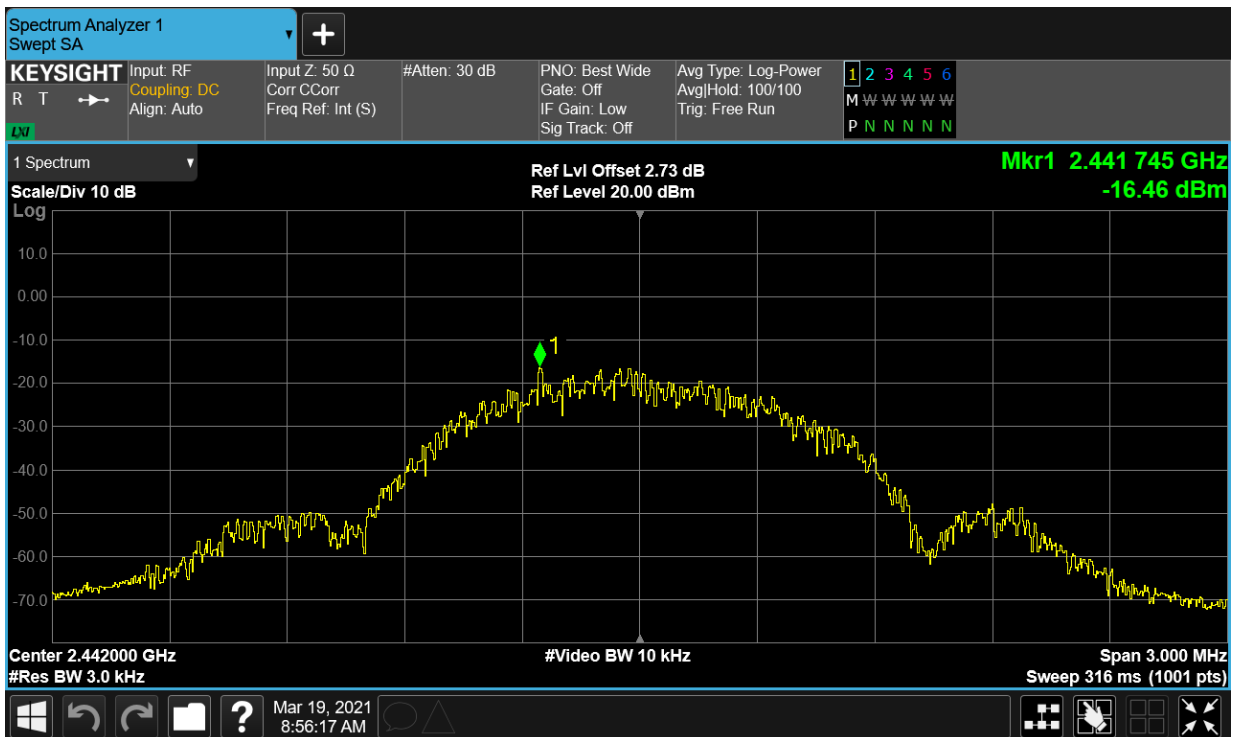 Spectrum Analyzer 1
Swept SA
+
KEYSIGHT
R T
LXI
Input: RF
Coupling: DC
Align: Auto
Input Z: 50 Ω
Corr CCorr
Freq Ref: Int (S)
#Atten: 30 dB
PNO: Best Wide
Gate: Off
IF Gain: Low
Sig Track: Off
Avg Type: Log-Power
Avg|Hold: 100/100
Trig: Free Run
1 2 3 4 5 6
M W W W W W
P N N N N N
1 Spectrum
Scale/Div 10 dB
Log
Ref Lvl Offset 2.73 dB
Ref Level 20.00 dBm
Mkr1 2.441 745 GHz
-16.46 dBm
10.0
0.00
-10.0
-20.0
-30.0
-40.0
-50.0
-60.0
-70.0
1
Center 2.442000 GHz
#Res BW 3.0 kHz
#Video BW 10 kHz
Span 3.000 MHz
Sweep 316 ms (1001 pts)
?
Mar 19, 2021
8:56:17 AM